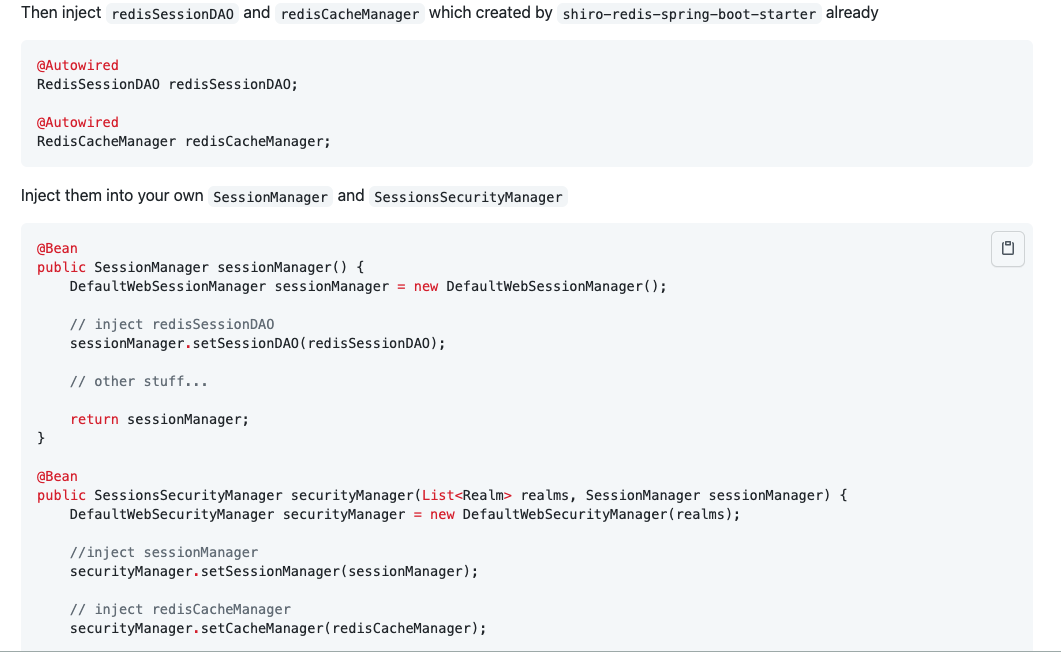 Then inject redisSessionDAO and redisCacheManager which created by shiro-redis-spring-boot-starter already
@Autowired
RedisSessionDAO redisSessionDAO;
@Autowired
RedisCacheManager redisCacheManager;
Inject them into your own SessionManager and SessionsSecurityManager
@Bean
public SessionManager sessionManager() {
    DefaultWebSessionManager sessionManager = new DefaultWebSessionManager();
    // inject redisSessionDAO
    sessionManager.setSessionDAO(redisSessionDAO);
    // other stuff...
    return sessionManager;
}
@Bean
public SessionsSecurityManager securityManager(List<Realm> realms, SessionManager sessionManager) {
    DefaultWebSecurityManager securityManager = new DefaultWebSecurityManager(realms);
    //inject sessionManager
    securityManager.setSessionManager(sessionManager);
    // inject redisCacheManager
    securityManager.setCacheManager(redisCacheManager);